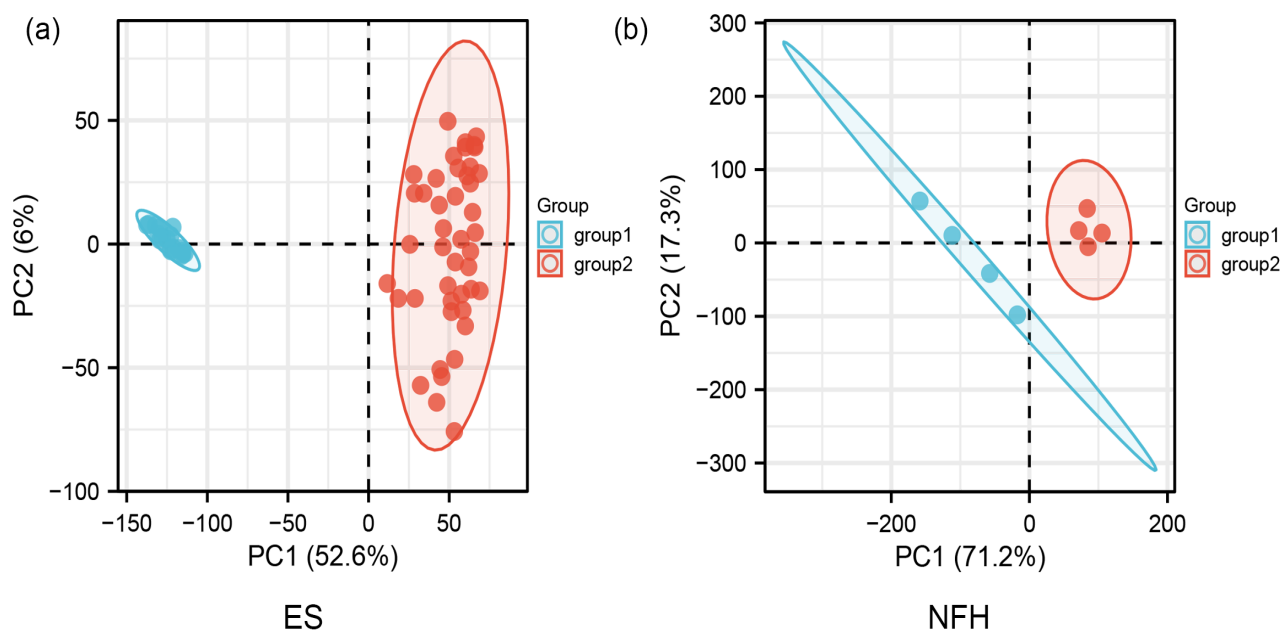 (a)
PC2 (6%)
50
0
−50
−100
−150
−100
−50
0
50
PC1 (52.6%)
Group
group1
group2
ES
(b)
PC2 (17.3%)
300
200
100
0
−100
−200
−300
−200
0
200
PC1 (71.2%)
Group
group1
group2
NFH